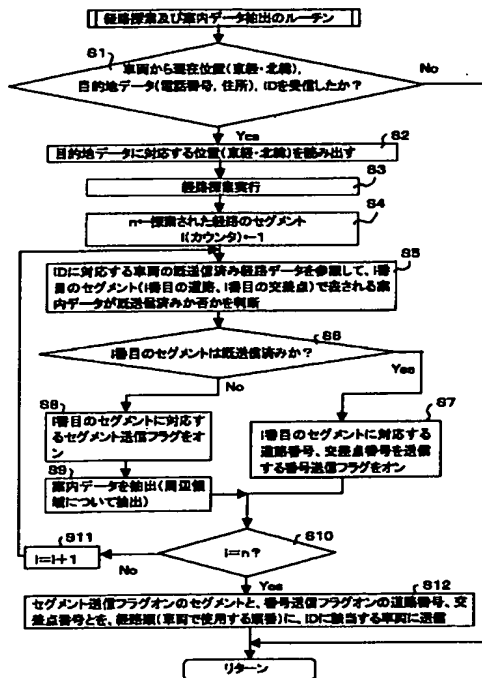 経路探索及び案内データ抽出のルーチン
S1
車両から現在位置(東経・北緯),
目的地データ(電話番号, 住所), IDを受信したか？
No
Yes
S2
目的地データに対応する位置(東経・北緯)を読み出す
S3
経路探索実行
S4
n←探索された経路のセグメント
i(カウンタ)←1
S5
IDに対応する車両の既送信済み経路データを参照して、i番
目のセグメント(i番目の道路、i番目の交差点)で在される案
内データが既送信済みか否かを判断
S6
i番目のセグメントは既送信済みか？
No
Yes
S8
i番目のセグメントに対応する
セグメント送信フラグをオ
ン
S7
i番目のセグメントに対応する
道路番号、交差点番号を送信
する番号送信フラグをオン
S9
案内データを抽出(周辺領
域について抽出)
S10
i=n？
S11
i=i+1
No
Yes
S12
セグメント送信フラグオンのセグメントと、番号送信フラグオンの道路番号、交
差点番号とを、経路順(車両で使用する順番)に、IDに該当する車両に送信
リターン